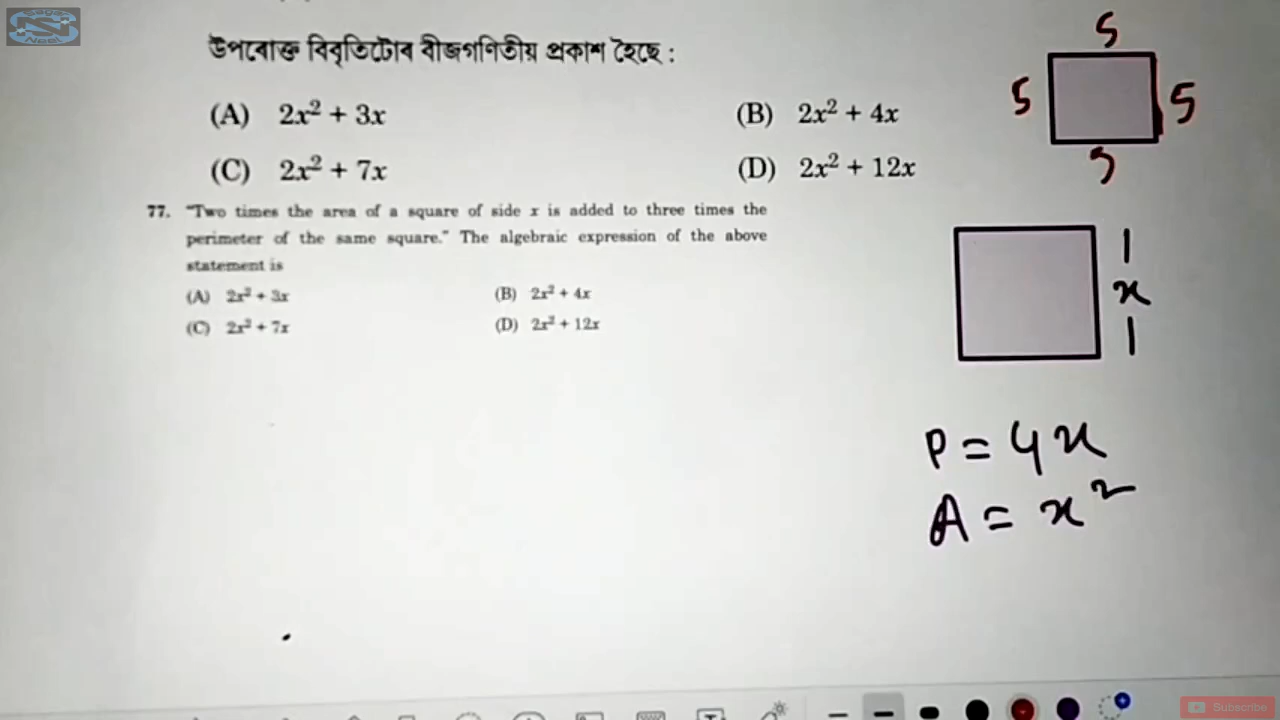 উপৰোক্ত বিবৃতিটোৰ বীজগণিতীয় প্ৰকাশ হৈছে :
(A) 2x² + 3x (B) 2x² + 4x
(C) 2x² + 7x (D) 2x² + 12x
77. "Two times the area of a square of side x is added to three times the
perimeter of the same square." The algebraic expression of the above
statement is
(A) 2x² + 3x (B) 2x² + 4x
(C) 2x² + 7x (D) 2x² + 12x
5
5 5
5
x
P = 4x
A = x²
Subscribe